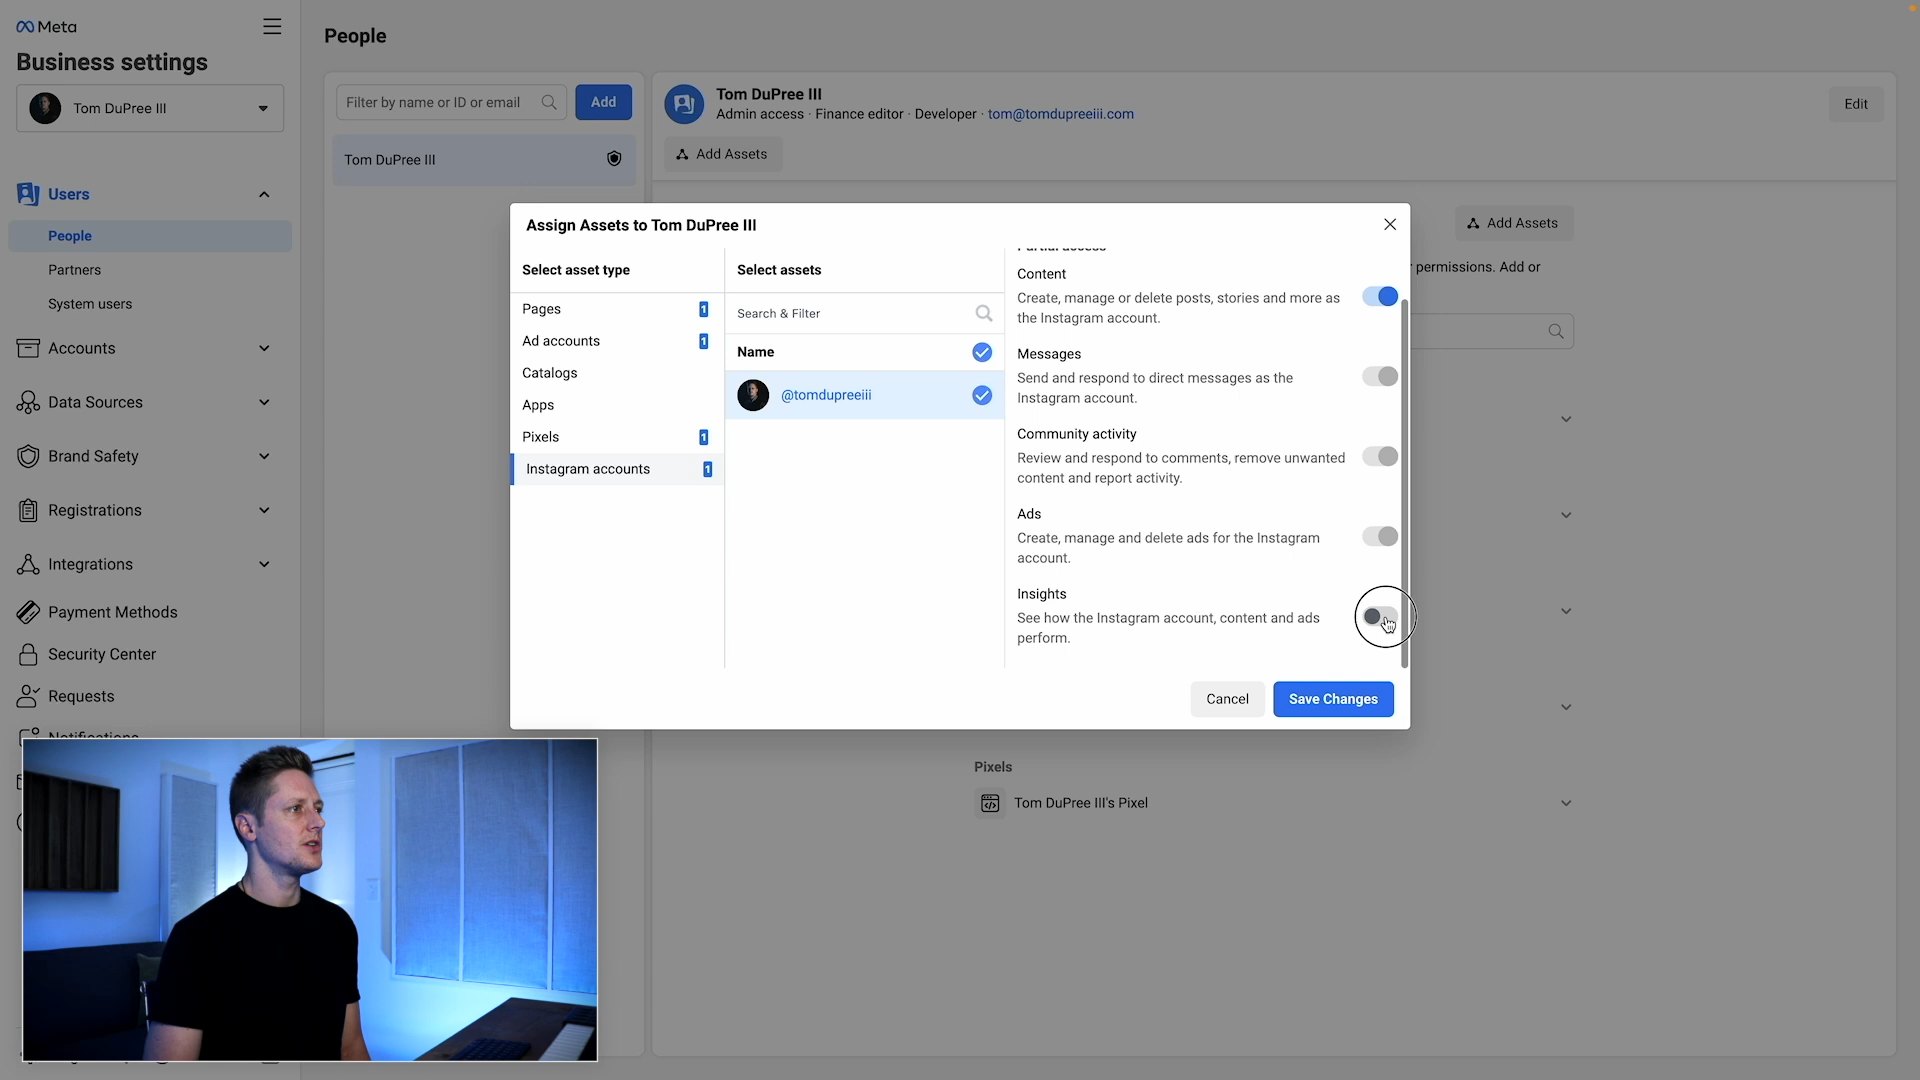 Meta
Business settings
Tom DuPree III
Users
People
Partners
System users
Accounts
Data Sources
Brand Safety
Registrations
Integrations
Payment Methods
Security Center
Requests
Notifications
People
Filter by name or ID or email
Add
Tom DuPree III
Tom DuPree III
Admin access · Finance editor · Developer · tom@tomdupreeiii.com
Edit
Add Assets
Add Assets
permissions. Add or
Assign Assets to Tom DuPree III
Select asset type
Pages 1
Ad accounts 1
Catalogs
Apps
Pixels 1
Instagram accounts 1
Select assets
Search & Filter
Name
@tomdupreeiii
Partial access
Content
Create, manage or delete posts, stories and more as
the Instagram account.
Messages
Send and respond to direct messages as the
Instagram account.
Community activity
Review and respond to comments, remove unwanted
content and report activity.
Ads
Create, manage and delete ads for the Instagram
account.
Insights
See how the Instagram account, content and ads
perform.
Cancel
Save Changes
Pixels
Tom DuPree III's Pixel